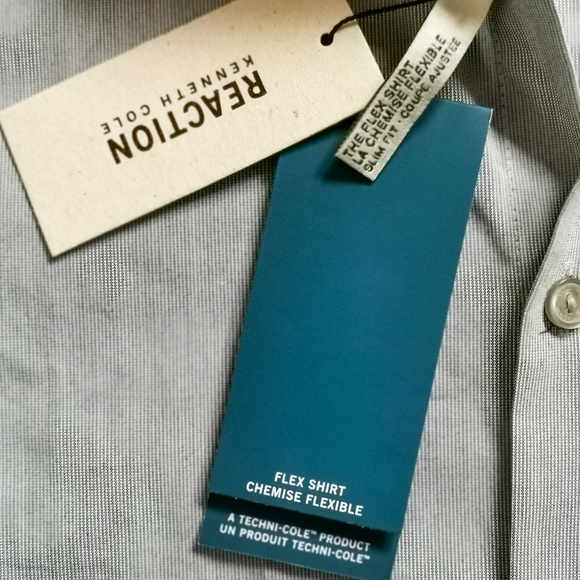 REACTION
KENNETH COLE
THE FLEX SHIRT
LA CHEMISE FLEXIBLE
SLIM FIT · COUPE AJUSTÉE
FLEX SHIRT
CHEMISE FLEXIBLE
A TECHNI-COLE™ PRODUCT
UN PRODUIT TECHNI-COLE™